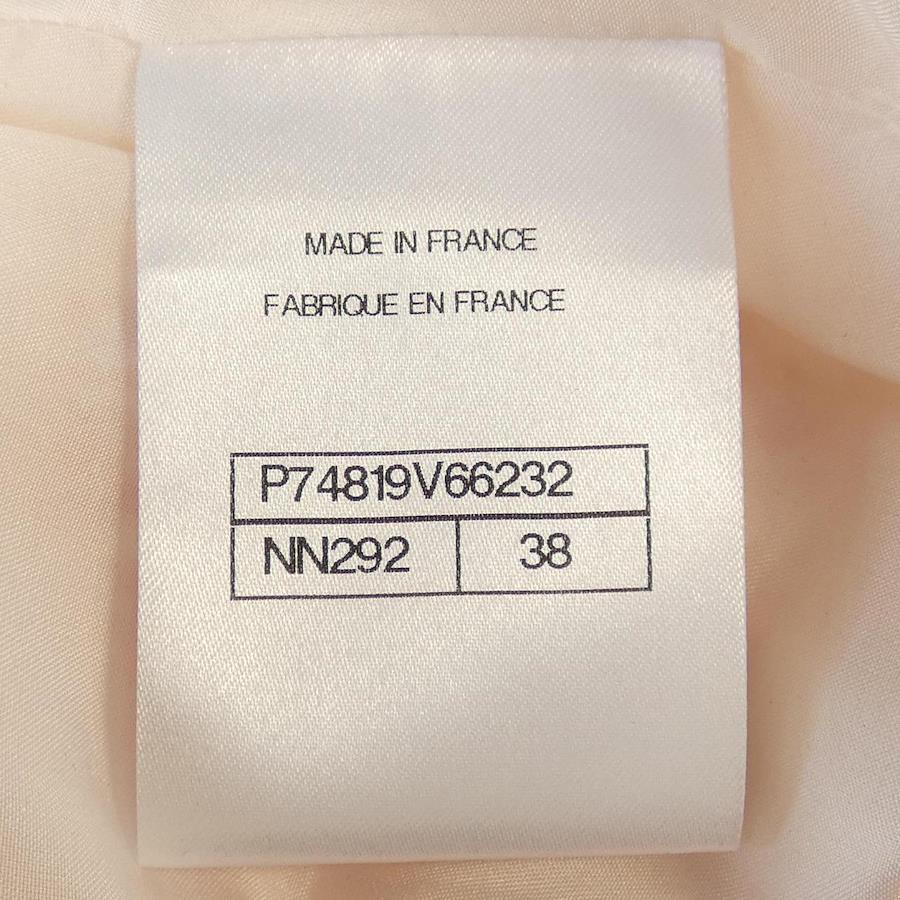 MADE IN FRANCE
FABRIQUE EN FRANCE
P74819V66232
NN292 38